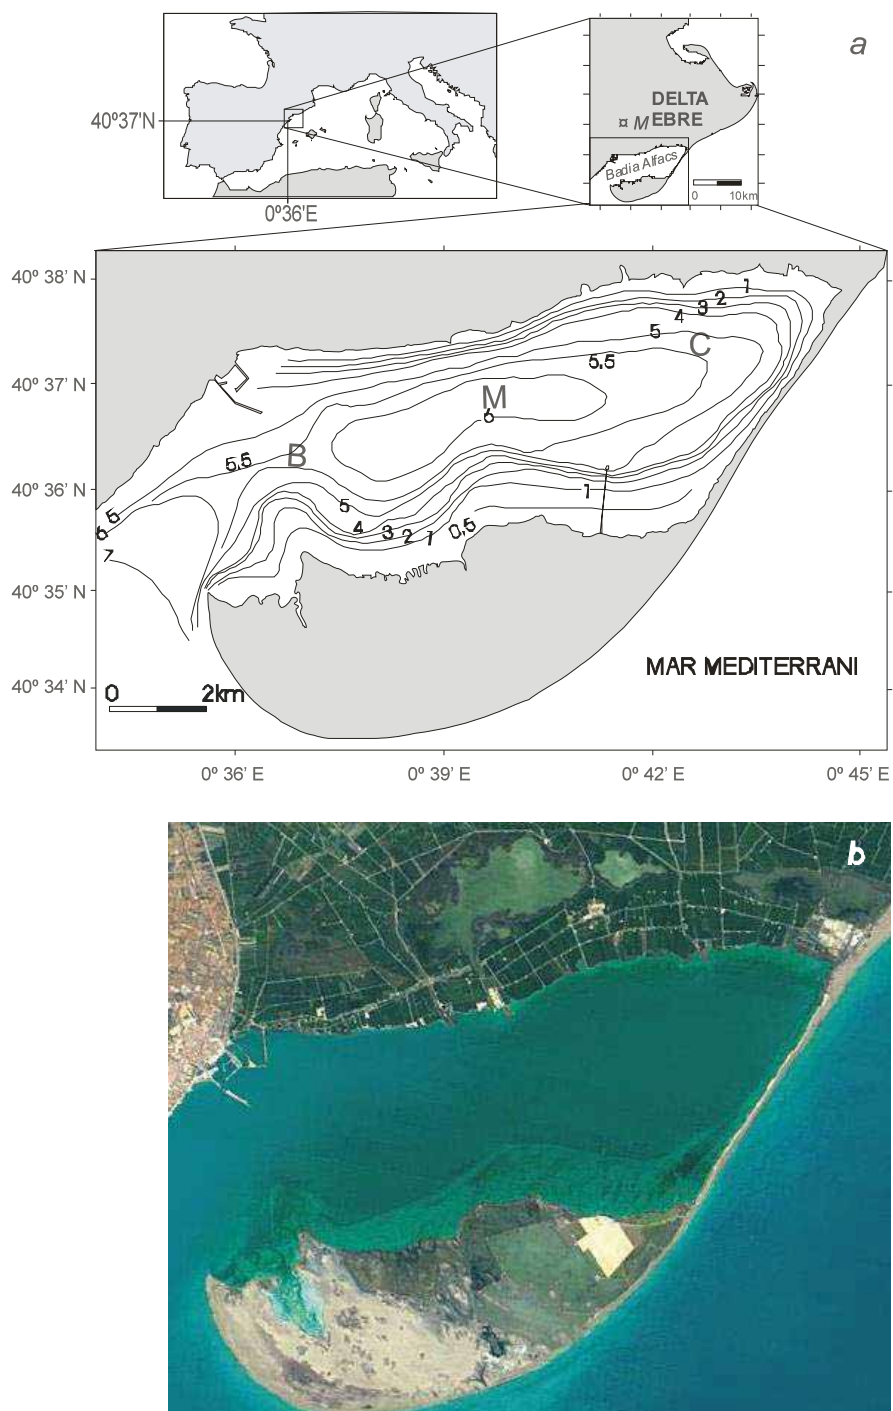 a
40º37'N
0º36'E
DELTA
¤ M EBRE
Badia Alfacs
0 10km
40º 38' N
40º 37' N
40º 36' N
40º 35' N
40º 34' N
1
2
3
4
5
5.5
C
M
6
B
5,5
5
6
7
5
4
3
2
1
0,5
1
MAR MEDITERRANI
0 2km
0º 36' E
0º 39' E
0º 42' E
0º 45' E
b